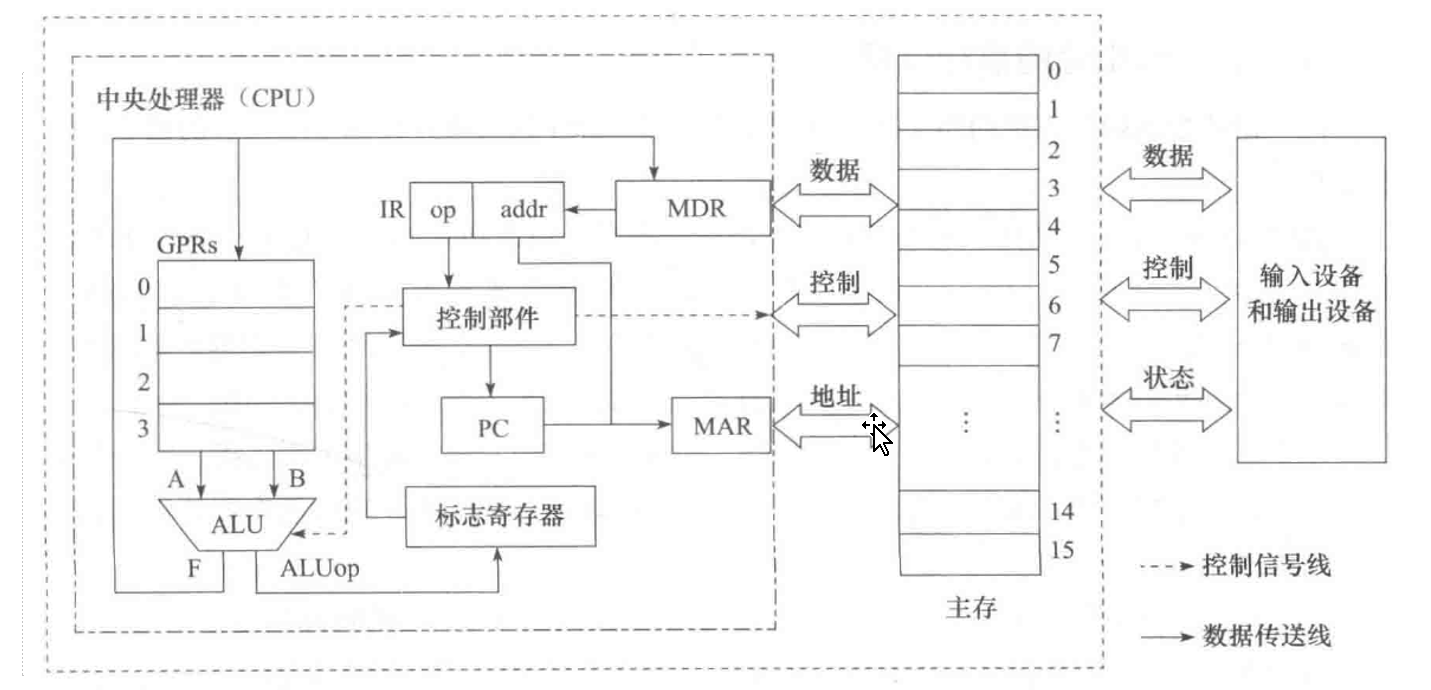 中央处理器（CPU）
IR
op
addr
MDR
GPRs
0
1
2
3
控制部件
PC
MAR
A
B
ALU
标志寄存器
F
ALUop
数据
控制
地址
0
1
2
3
4
5
6
7
⋮
⋮
14
15
主存
数据
控制
状态
输入设备
和输出设备
控制信号线
数据传送线